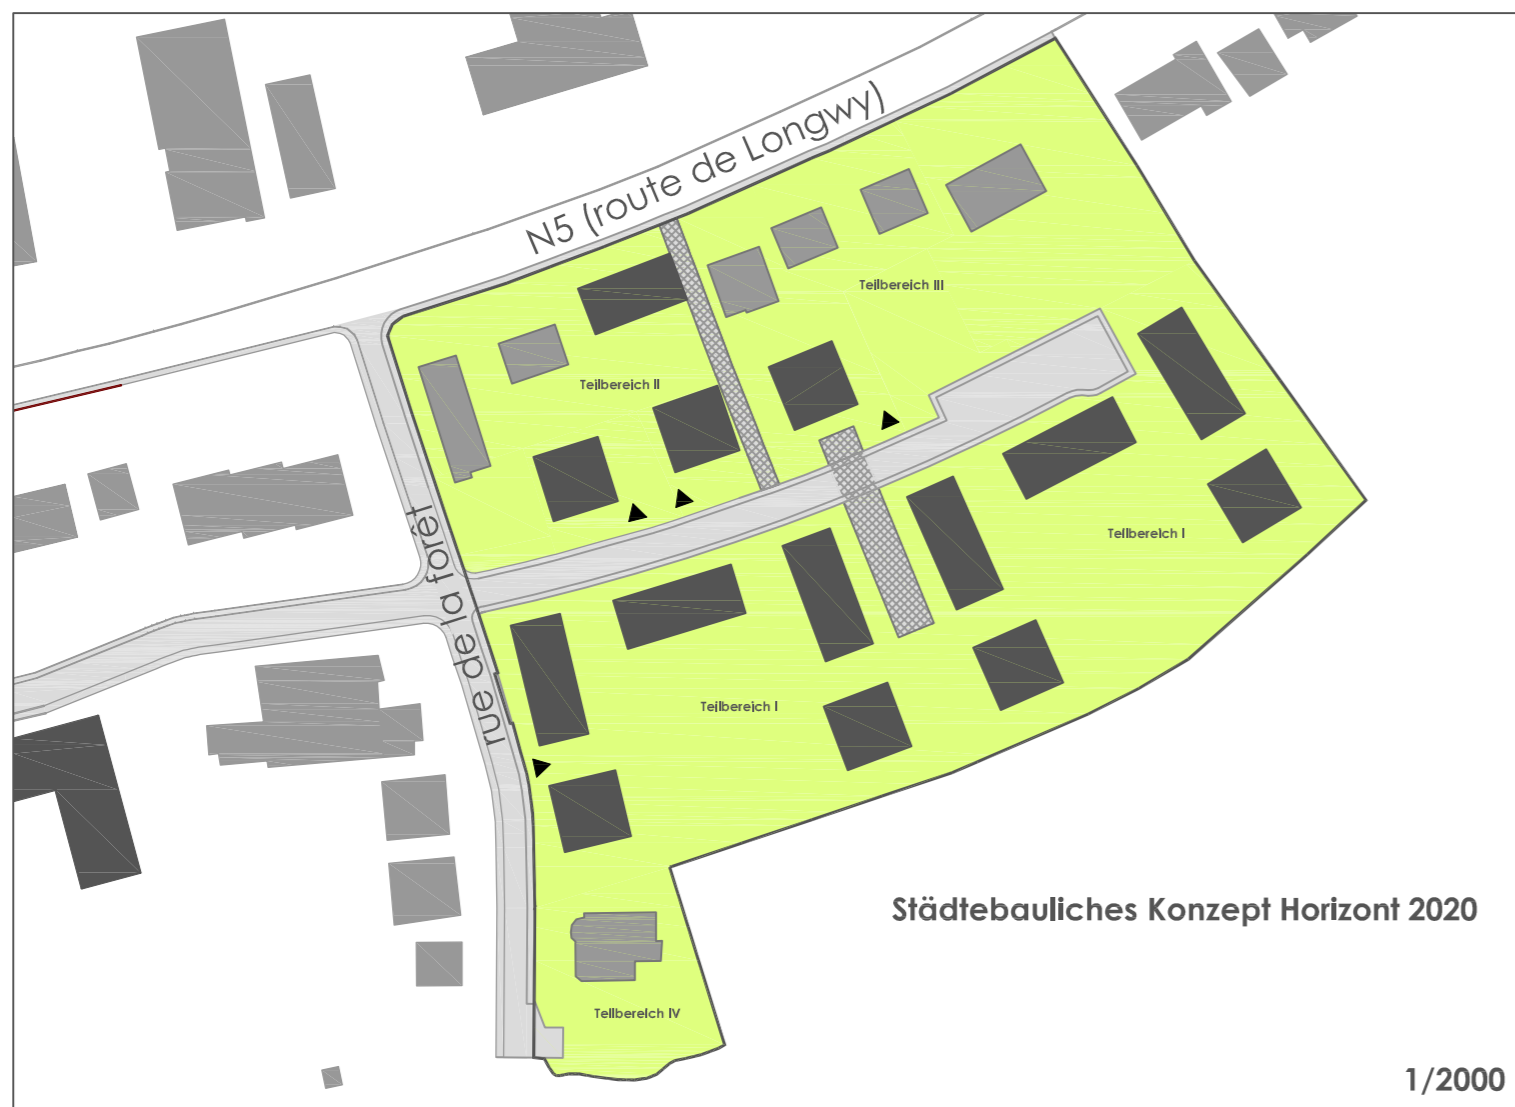 N5 (route de Longwy)
Teilbereich III
Teilbereich II
rue de la forêt
Teilbereich I
Teilbereich I
Städtebauliches Konzept Horizont 2020
Teilbereich IV
1/2000